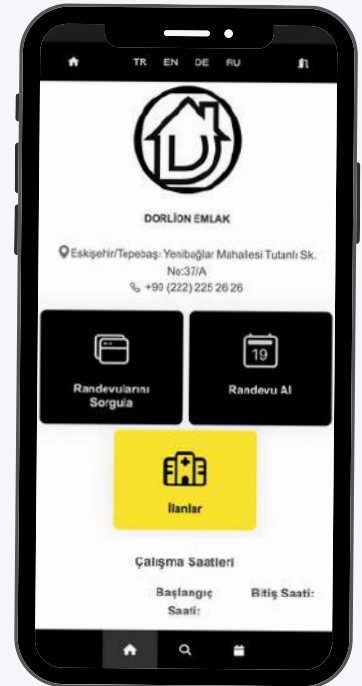 TR EN DE RU
DORLİON EMLAK
Eskişehir/Tepebaşı Yenibağlar Mahallesi Tutanlı Sk.
No:37/A
+90 (222) 225 26 26
Randevularını
Sorgula
19
Randevu Al
İlanlar
Çalışma Saatleri
Başlangıç
Saati:
Bitiş Saati: